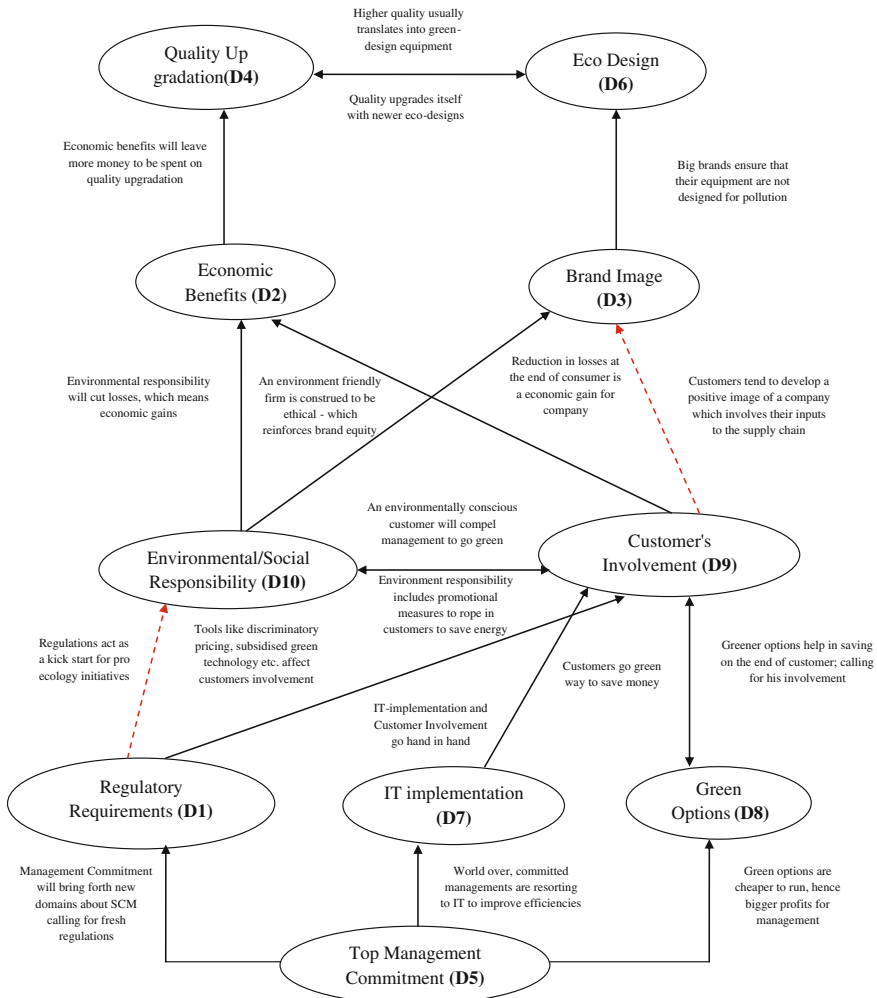 Higher quality usually
translates into green-
design equipment
Quality Up
gradation(D4)
Eco Design
(D6)
Quality upgrades itself
with newer eco-designs
Economic benefits will leave
more money to be spent on
quality upgradation
Big brands ensure that
their equipment are not
designed for pollution
Economic
Benefits (D2)
Brand Image
(D3)
Environmental responsibility
will cut losses, which means
economic gains
An environment friendly
firm is construed to be
ethical - which
reinforces brand equity
Reduction in losses at
the end of consumer is
a economic gain for
company
Customers tend to develop a
positive image of a company
which involves their inputs
to the supply chain
An environmentally conscious
customer will compel
management to go green
Environmental/Social
Responsibility (D10)
Customer's
Involvement (D9)
Environment responsibility
includes promotional
measures to rope in
customers to save energy
Regulations act as
a kick start for pro
ecology initiatives
Tools like discriminatory
pricing, subsidised green
technology etc. affect
customers involvement
Customers go green
way to save money
Greener options help in saving
on the end of customer; calling
for his involvement
IT-implementation and
Customer Involvement
go hand in hand
Regulatory
Requirements (D1)
IT implementation
(D7)
Green
Options (D8)
Management Commitment
will bring forth new
domains about SCM
calling for fresh
regulations
World over, committed
managements are resorting
to IT to improve efficiencies
Green options are
cheaper to run, hence
bigger profits for
management
Top Management
Commitment (D5)